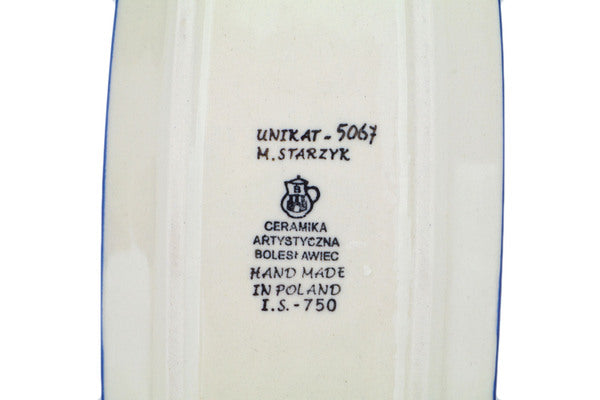 UNIKAT - 5067
M. STARZYK
B
CERAMIKA
ARTYSTYCZNA
BOLESŁAWIEC
HAND MADE
IN POLAND
I.S. - 750